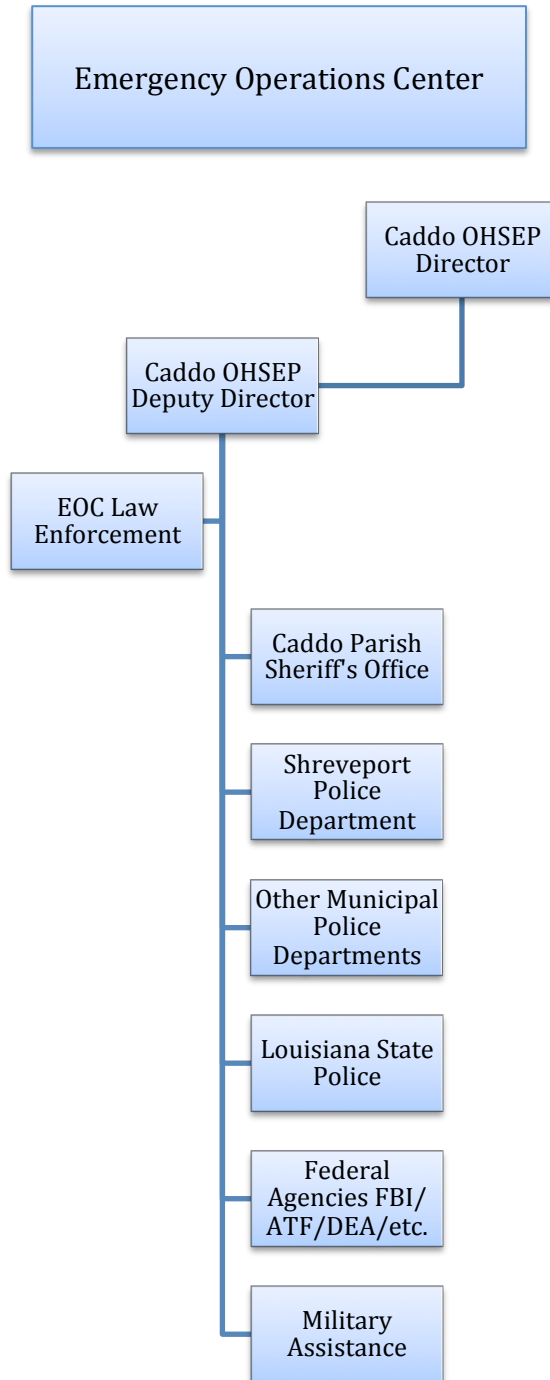 Emergency Operations Center
Caddo OHSEP
Director
Caddo OHSEP
Deputy Director
EOC Law
Enforcement
Caddo Parish
Sheriff's Office
Shreveport
Police
Department
Other Municipal
Police
Departments
Louisiana State
Police
Federal
Agencies FBI/
ATF/DEA/etc.
Military
Assistance